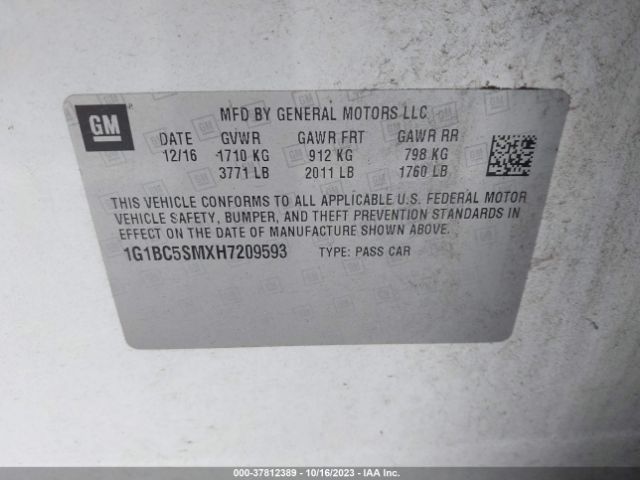 GM
MFD BY GENERAL MOTORS LLC
DATE GVWR GAWR FRT GAWR RR
12/16 1710 KG 912 KG 798 KG
3771 LB 2011 LB 1760 LB
THIS VEHICLE CONFORMS TO ALL APPLICABLE U.S. FEDERAL MOTOR
VEHICLE SAFETY, BUMPER, AND THEFT PREVENTION STANDARDS IN
EFFECT ON THE DATE OF MANUFACTURE SHOWN ABOVE.
1G1BC5SMXH7209593 TYPE: PASS CAR
000-37812389 - 10/16/2023 - IAA Inc.